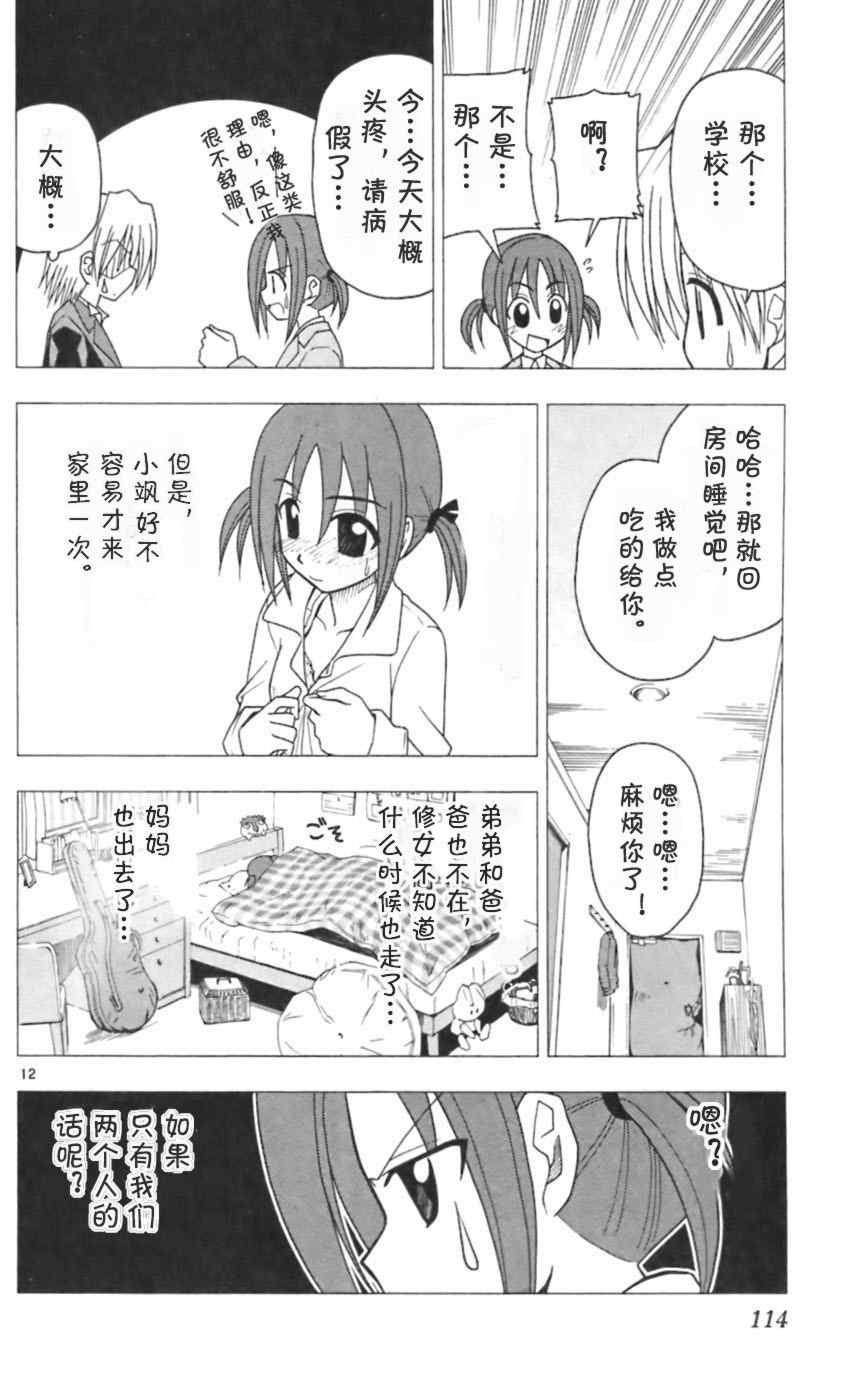 那个…
学校…
啊？
不是…
那个…
今…今天大概
头疼，请病
假了…
嗯，像这类
理由，反正我
很不舒服！
大概…
哈哈…那就回
房间睡觉吧，
我做点
吃的给你。
嗯…嗯…
麻烦你了！
但是，
小飒好不
容易才来
家里一次。
弟弟和爸
爸也不在，
修女不知道
什么时候也走了…
ごそ
妈妈
也出去了…
12
嗯？
如果
只有我们
两个人的
话呢？
114